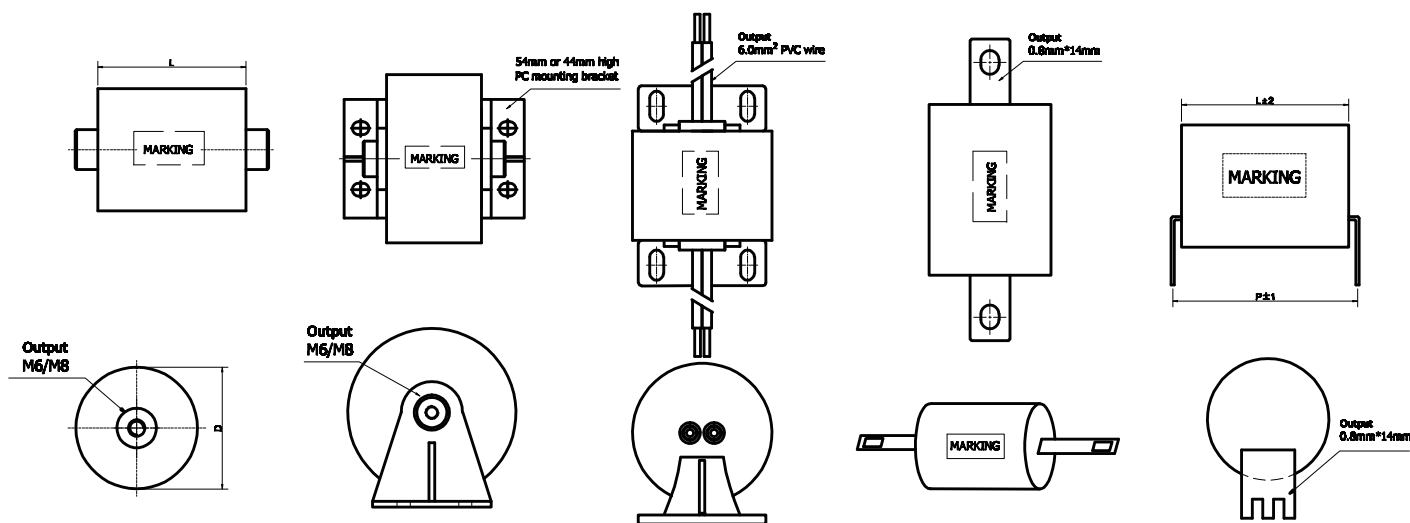 L
MARKING
54mm or 44mm high
PC mounting bracket
MARKING
Output
6.0mm² PVC wire
MARKING
Output
0.8mm*14mm
MARKING
L±2
MARKING
P±1
Output
M6/M8
D
Output
M6/M8
MARKING
Output
0.8mm*14mm